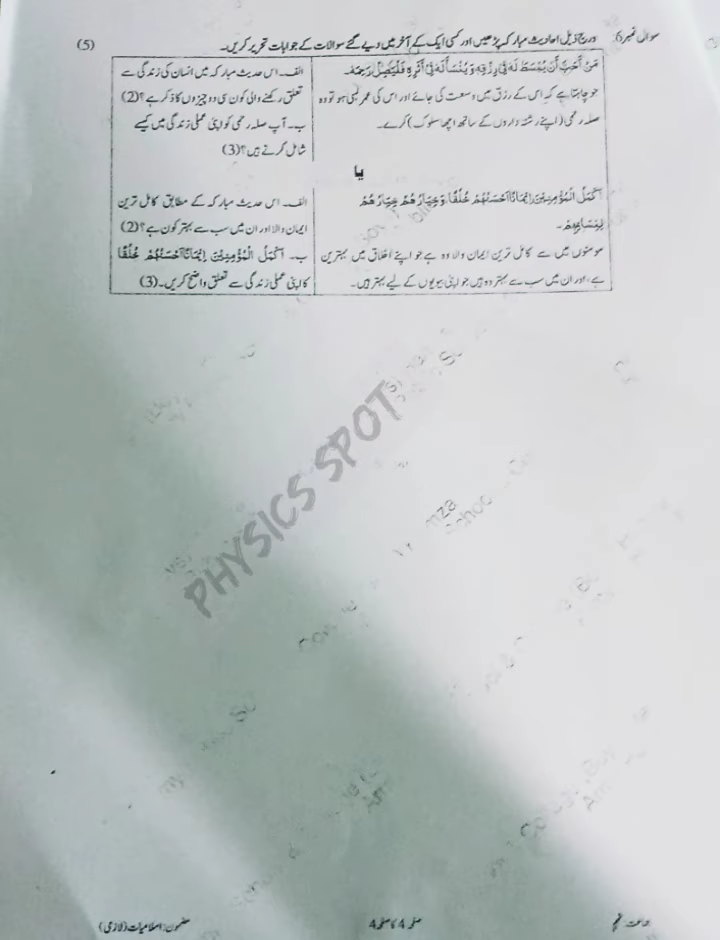 سوال نمبر6: درج ذیل احادیث مبارکہ پڑھیں اور کسی ایک کے آخر میں دیے گئے سوالات کے جوابات تحریر کریں۔ (5)
مَنْ اَحَبَّ اَنْ یُّبْسَطَ لَهٗ فِیْ رِزْقِهٖ وَ یُنْسَاَ لَهٗ فِیْ اَثَرِهٖ فَلْیَصِلْ رَحِمَهٗ۔
جو چاہتا ہے کہ اس کے رزق میں وسعت کی جائے اور اس کی عمر لمبی ہو تو وہ
صلہ رحمی (اپنے رشتہ داروں کے ساتھ اچھا سلوک) کرے۔
الف۔ اس حدیث مبارکہ میں انسان کی زندگی سے
تعلق رکھنے والی کون سی دو چیزوں کا ذکر ہے؟ (2)
ب۔ آپ صلہ رحمی کو اپنی عملی زندگی میں کیسے
شامل کرتے ہیں؟ (3)
یا
اَکْمَلُ الْمُؤْمِنِیْنَ اِیْمَانًا اَحْسَنُهُمْ خُلُقًا وَ خِیَارُ هُمْ خِیَارُ هُمْ
لِنِسَائِهِمْ۔
مومنوں میں سے کامل ترین ایمان والا وہ ہے جو اپنے اخلاق میں بہترین
ہے، اور ان میں سب سے بہتر وہ ہیں جو اپنی بیویوں کے لیے بہتر ہیں۔
الف۔ اس حدیث مبارکہ کے مطابق کامل ترین
ایمان والا اور ان میں سب سے بہتر کون ہے؟ (2)
ب۔ اَکْمَلُ الْمُؤْمِنِیْنَ اِیْمَانًا اَحْسَنُهُمْ خُلُقًا
کا اپنی عملی زندگی سے تعلق واضح کریں۔ (3)
PHYSICS SPOT
جماعت نہم
صفحہ 4 کا صفحہ 4
مضمون: اسلامیات (لازمی)